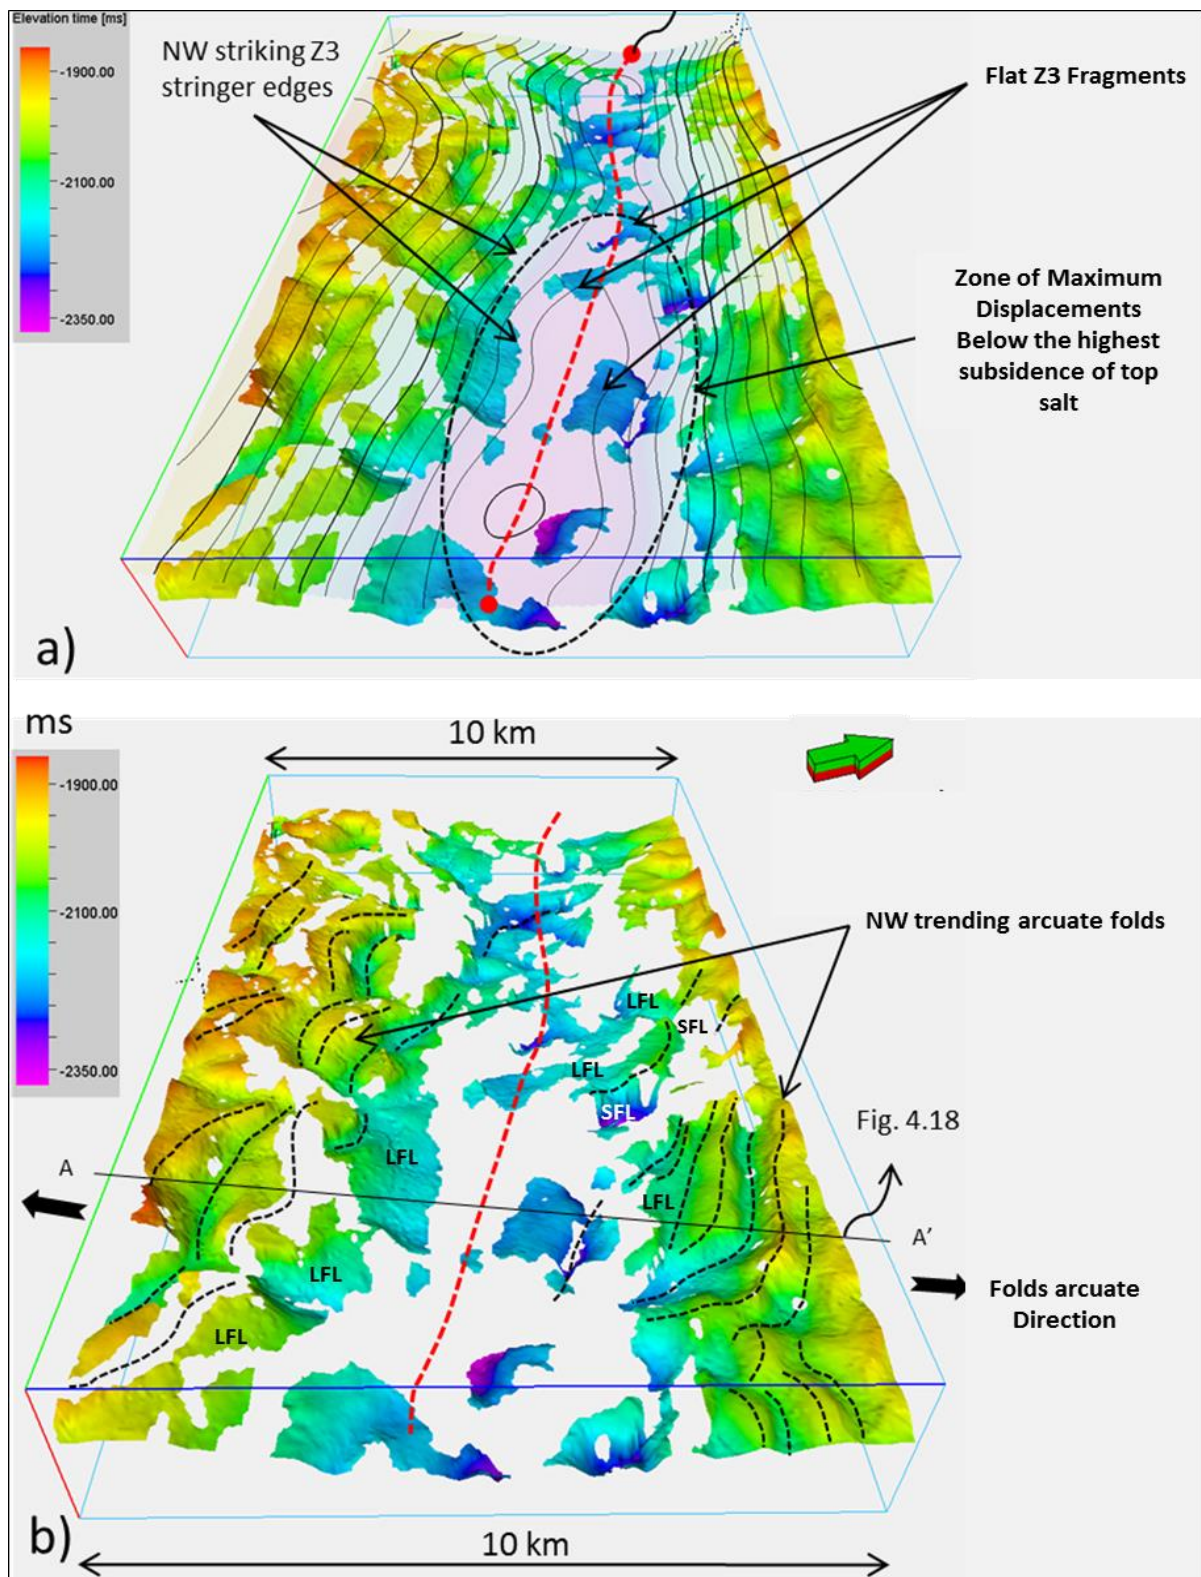 Elevation time [ms]
-1900.00
-2100.00
-2350.00
NW striking Z3
stringer edges
Flat Z3 Fragments
Zone of Maximum
Displacements
Below the highest
subsidence of top
salt
a)
ms
-1900.00
-2100.00
-2350.00
10 km
NW trending arcuate folds
LFL
SFL
LFL
SFL
Fig. 4.18
A
LFL
LFL
A’
LFL
LFL
Folds arcuate
Direction
b)
10 km